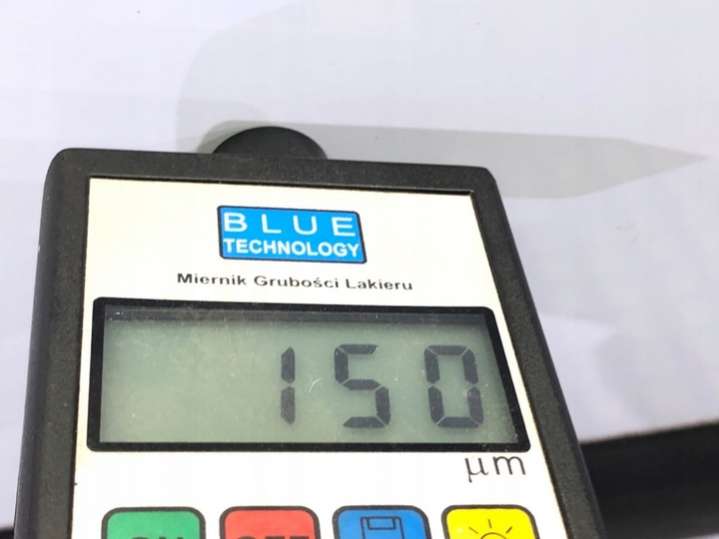 BLUE
TECHNOLOGY
Miernik Grubości Lakieru
150
μm